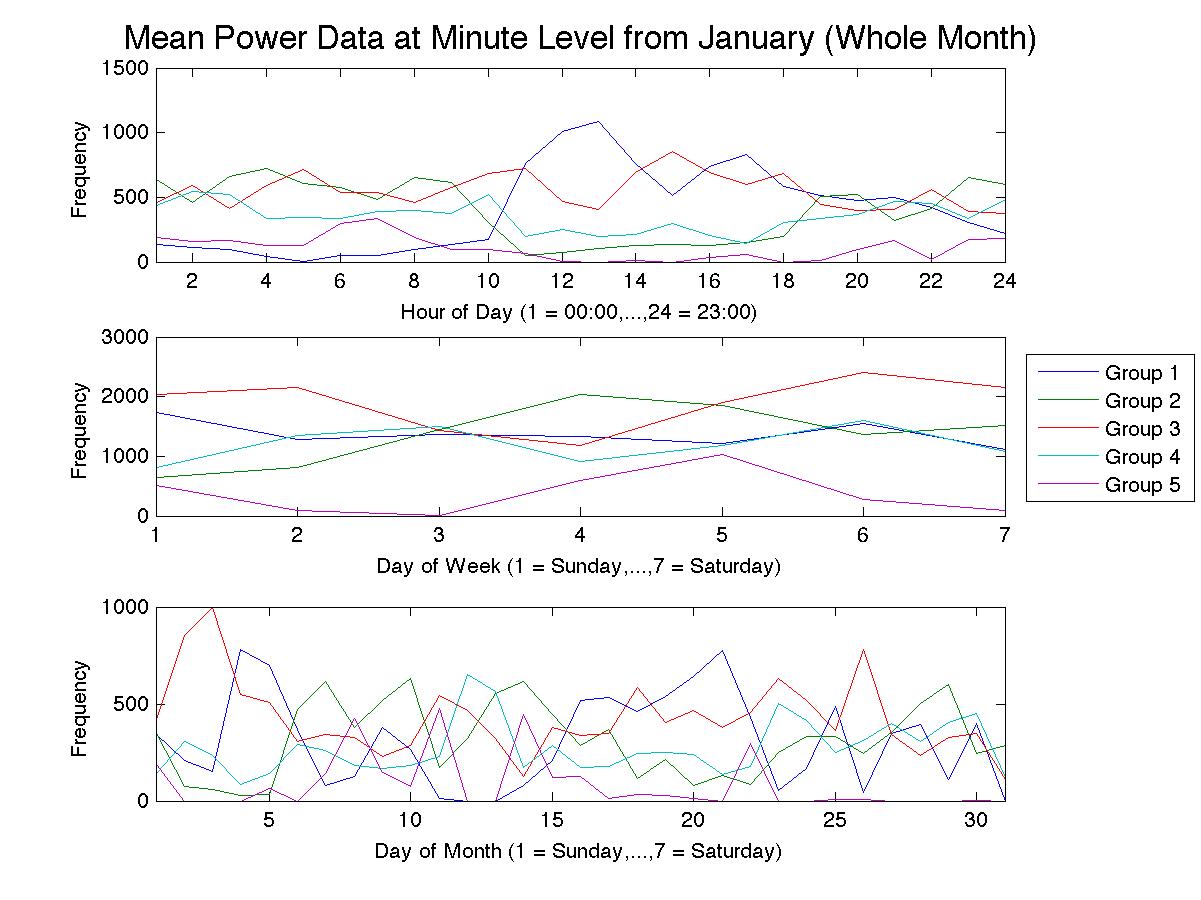 Mean Power Data at Minute Level from January (Whole Month)
1500
1000
500
0
Frequency
2 4 6 8 10 12 14 16 18 20 22 24
Hour of Day (1 = 00:00,...,24 = 23:00)
3000
2000
1000
0
Frequency
1 2 3 4 5 6 7
Day of Week (1 = Sunday,...,7 = Saturday)
Group 1
Group 2
Group 3
Group 4
Group 5
1000
500
0
Frequency
5 10 15 20 25 30
Day of Month (1 = Sunday,...,7 = Saturday)